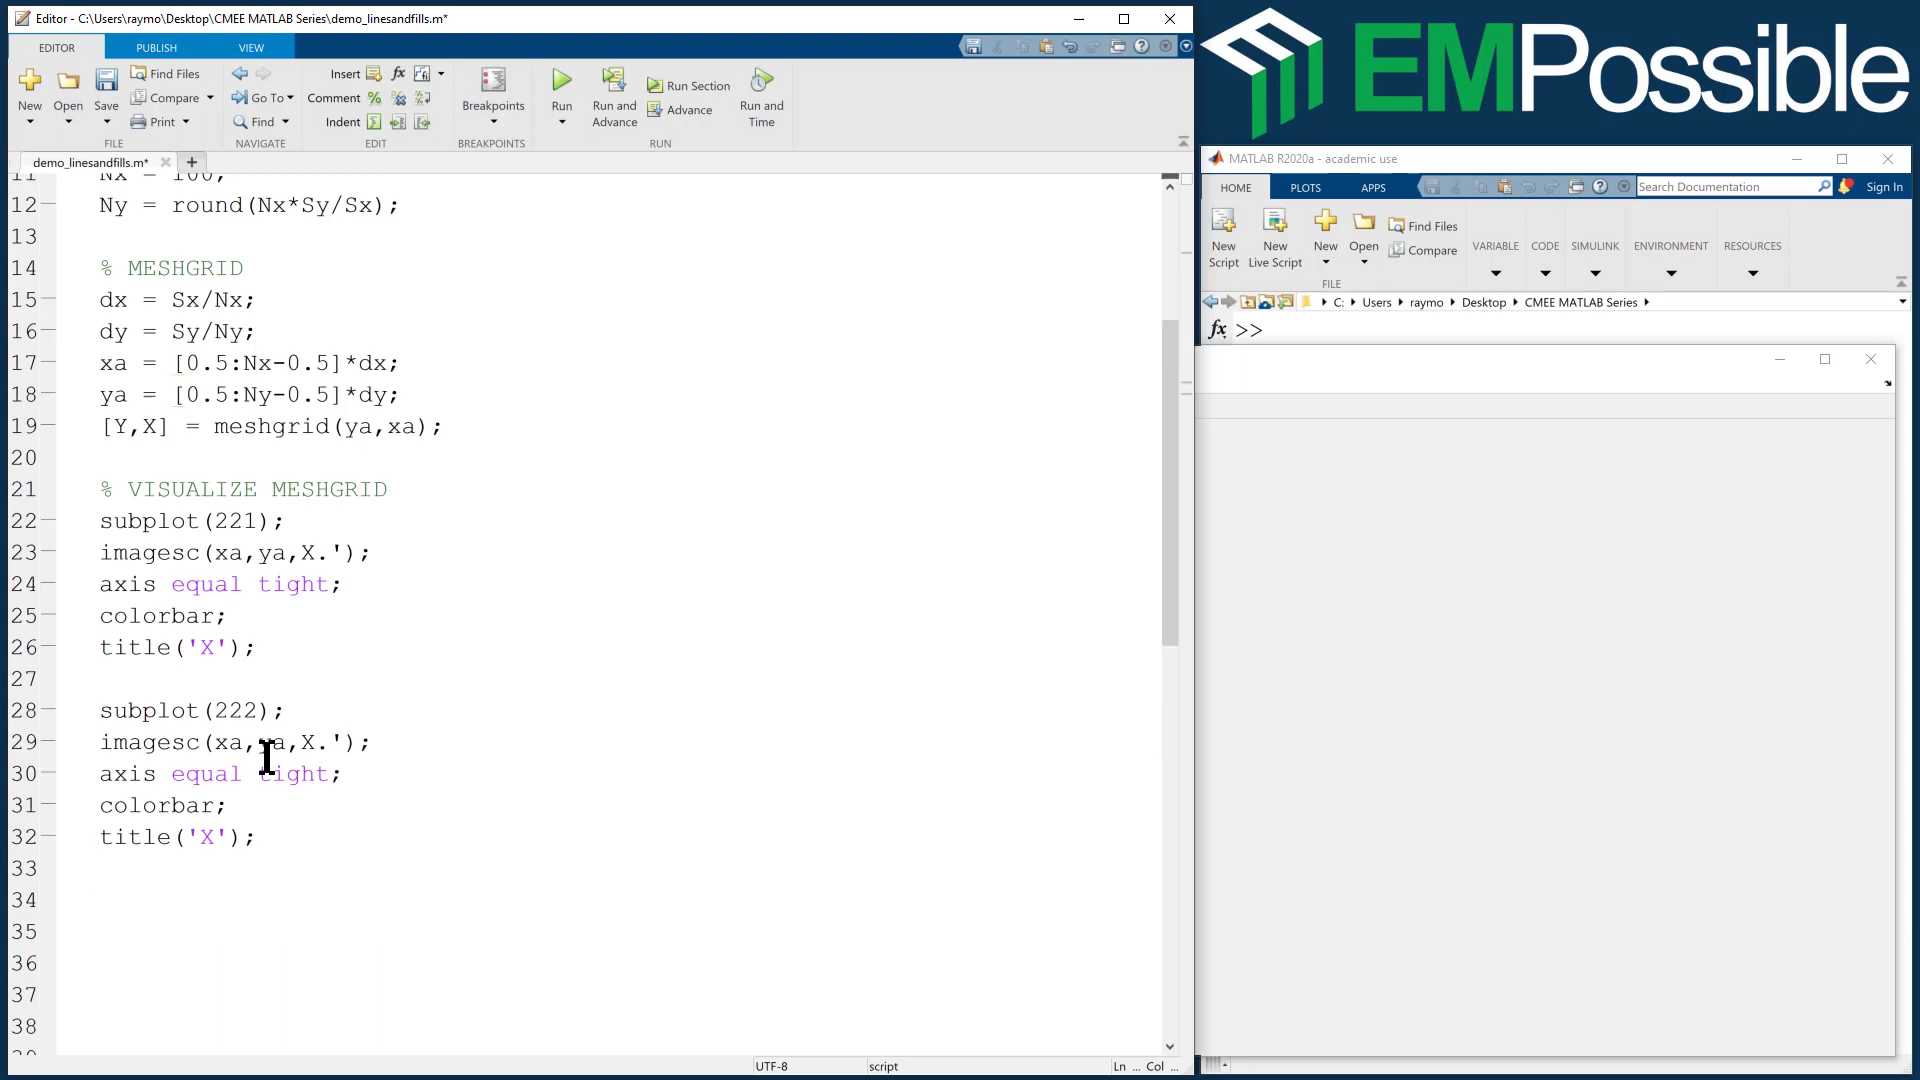 Editor - C:\Users\raymo\Desktop\CMEE MATLAB Series\demo_linesandfills.m*
EDITOR PUBLISH VIEW
New Open Save Find Files Compare Print
FILE
Go To Find
NAVIGATE
Insert fx
Comment
Indent
EDIT
Breakpoints
BREAKPOINTS
Run Run and Advance Run Section Advance Run and Time
RUN
demo_linesandfills.m*
11 Nx = 100;
12 Ny = round(Nx*Sy/Sx);
13
14 % MESHGRID
15 dx = Sx/Nx;
16 dy = Sy/Ny;
17 xa = [0.5:Nx-0.5]*dx;
18 ya = [0.5:Ny-0.5]*dy;
19 [Y,X] = meshgrid(ya,xa);
20
21 % VISUALIZE MESHGRID
22 subplot(221);
23 imagesc(xa,ya,X.');
24 axis equal tight;
25 colorbar;
26 title('X');
27
28 subplot(222);
29 imagesc(xa,ya,X.');
30 axis equal tight;
31 colorbar;
32 title('X');
33
34
35
36
37
38
UTF-8 script Ln ... Col ...
EMPossible
MATLAB R2020a - academic use
HOME PLOTS APPS Search Documentation Sign In
New Script New Live Script New Open Find Files Compare
FILE
VARIABLE CODE SIMULINK ENVIRONMENT RESOURCES
C: Users raymo Desktop CMEE MATLAB Series
fx >>